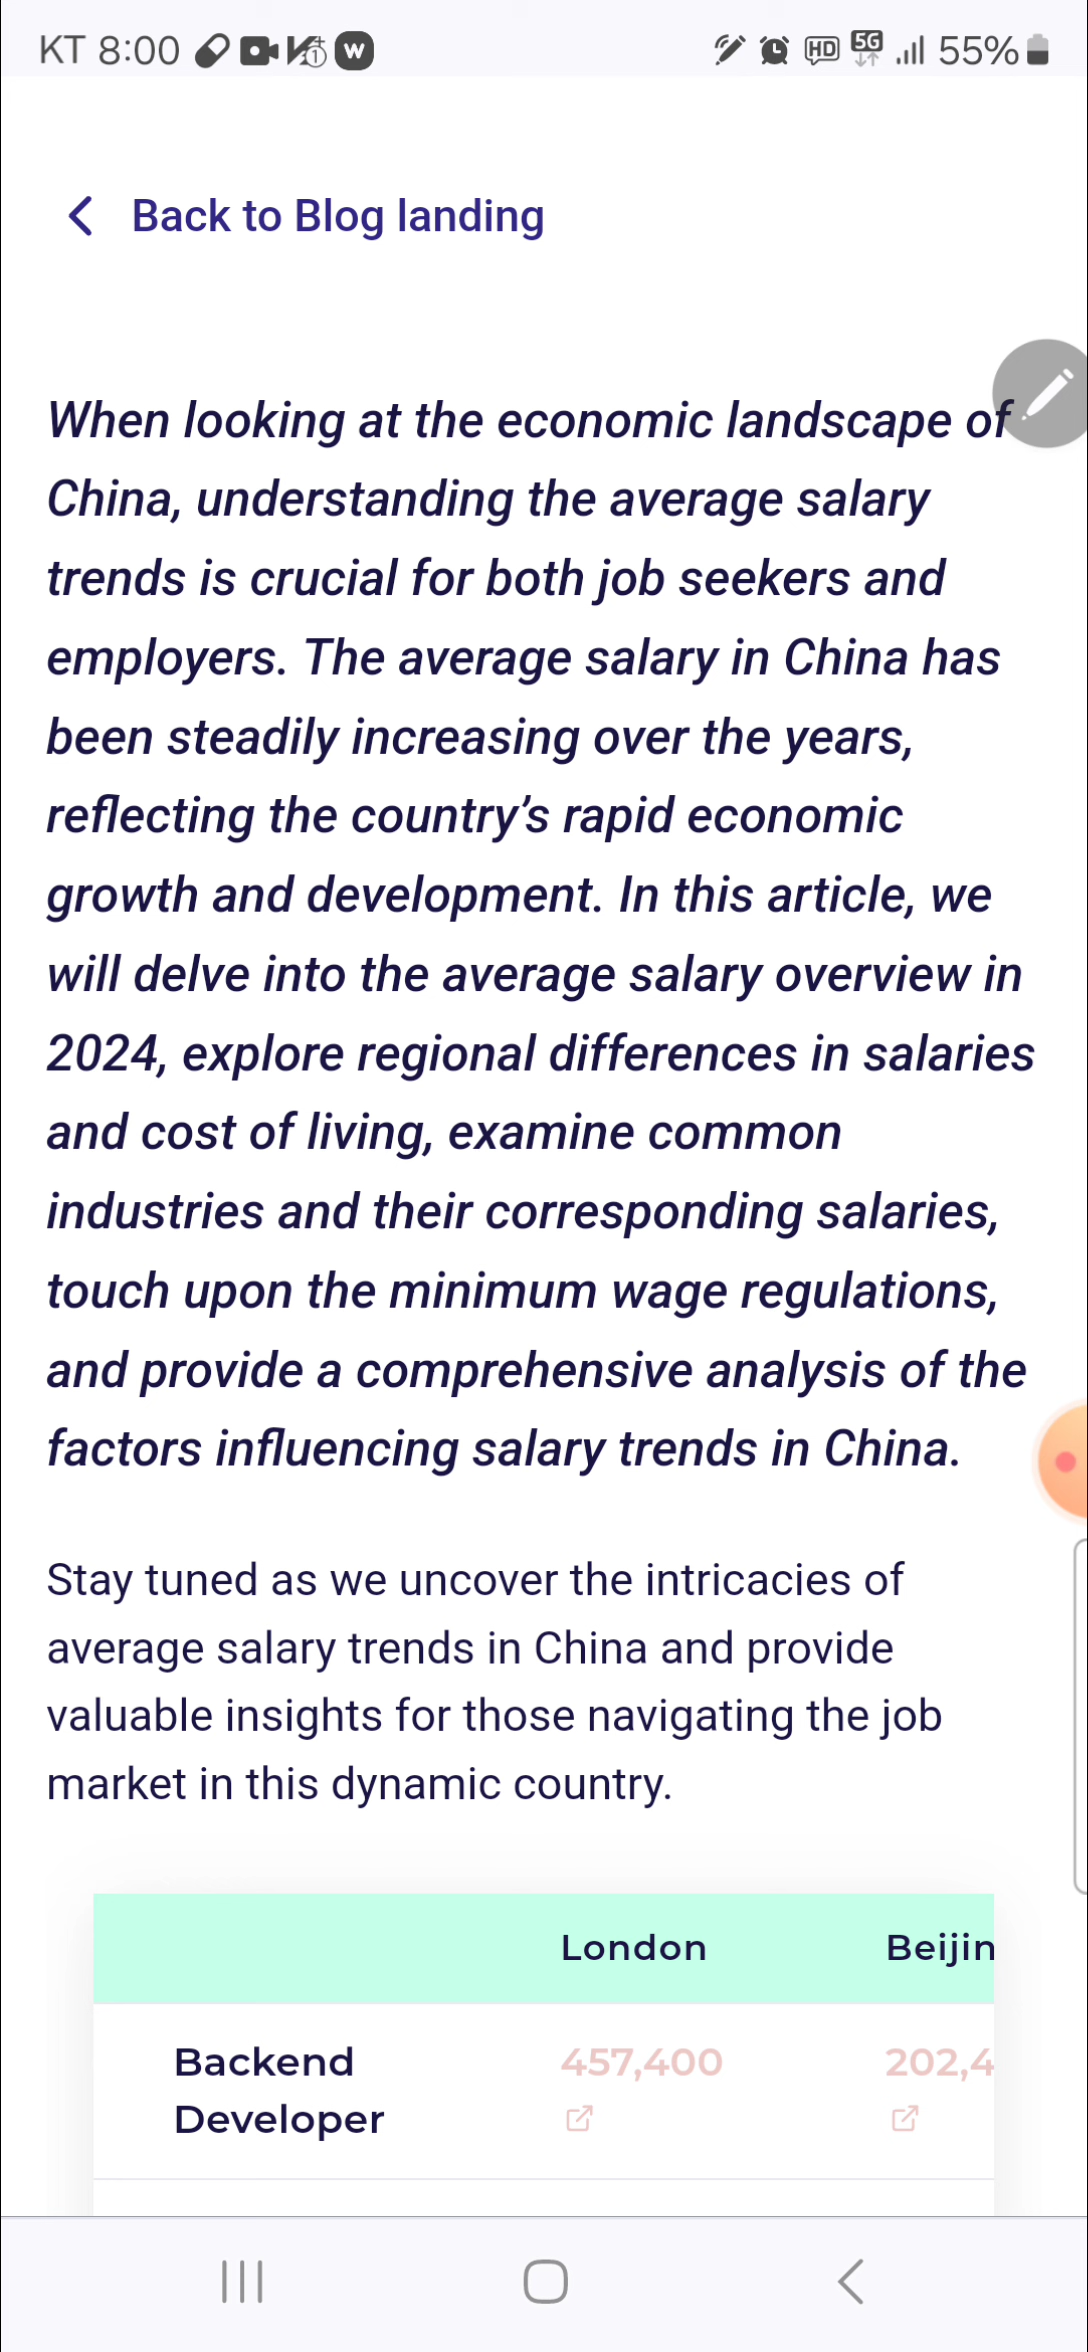 KT 8:00
HD 5G 55%
Back to Blog landing
When looking at the economic landscape of
China, understanding the average salary
trends is crucial for both job seekers and
employers. The average salary in China has
been steadily increasing over the years,
reflecting the country’s rapid economic
growth and development. In this article, we
will delve into the average salary overview in
2024, explore regional differences in salaries
and cost of living, examine common
industries and their corresponding salaries,
touch upon the minimum wage regulations,
and provide a comprehensive analysis of the
factors influencing salary trends in China.
Stay tuned as we uncover the intricacies of
average salary trends in China and provide
valuable insights for those navigating the job
market in this dynamic country.
London Beijin
Backend 457,400 202,4
Developer